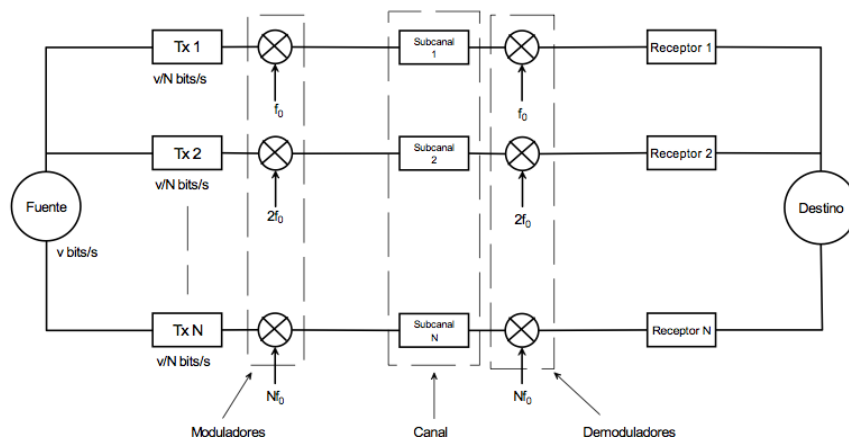 Tx 1
Subcanal
1
Receptor 1
v/N bits/s
f₀
f₀
Tx 2
Subcanal
2
Receptor 2
v/N bits/s
2f₀
2f₀
Fuente
Destino
v bits/s
Tx N
Subcanal
N
Receptor N
v/N bits/s
Nf₀
Nf₀
Moduladores
Canal
Demoduladores